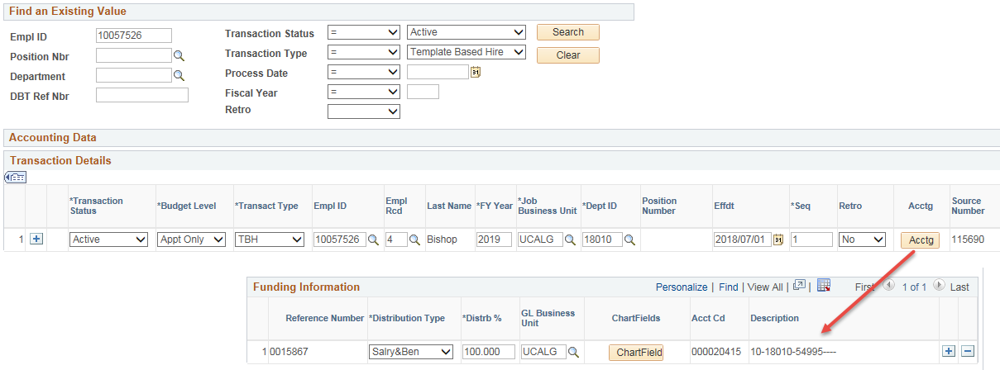 Find an Existing Value
Empl ID 10057526 Transaction Status = Active Search
Position Nbr Transaction Type = Template Based Hire Clear
Department Process Date = 31
DBT Ref Nbr Fiscal Year =
Retro
Accounting Data
Transaction Details
*Transaction Status *Budget Level *Transact Type Empl ID Empl Rcd Last Name *FY Year *Job Business Unit *Dept ID Position Number Effdt *Seq Retro Acctg Source Number
1 Active Appt Only TBH 10057526 4 Bishop 2019 UCALG 18010 2018/07/01 31 1 No Acctg 115690
Funding Information Personalize | Find | View All | | First 1 of 1 Last
Reference Number *Distribution Type *Distrb % GL Business Unit ChartFields Acct Cd Description
1 0015867 Salry&Ben 100.000 UCALG ChartField 000020415 10-18010-54995----